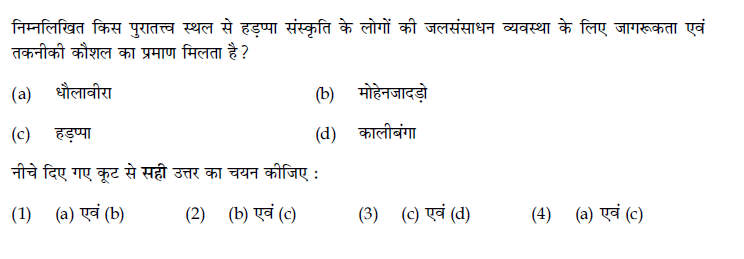 निम्नलिखित किस पुरातत्त्व स्थल से हड़प्पा संस्कृति के लोगों की जलसंसाधन व्यवस्था के लिए जागरूकता एवं
तकनीकी कौशल का प्रमाण मिलता है ?
(a) धौलावीरा (b) मोहेनजादड़ो
(c) हड़प्पा (d) कालीबंगा
नीचे दिए गए कूट से सही उत्तर का चयन कीजिए :
(1) (a) एवं (b) (2) (b) एवं (c) (3) (c) एवं (d) (4) (a) एवं (c)